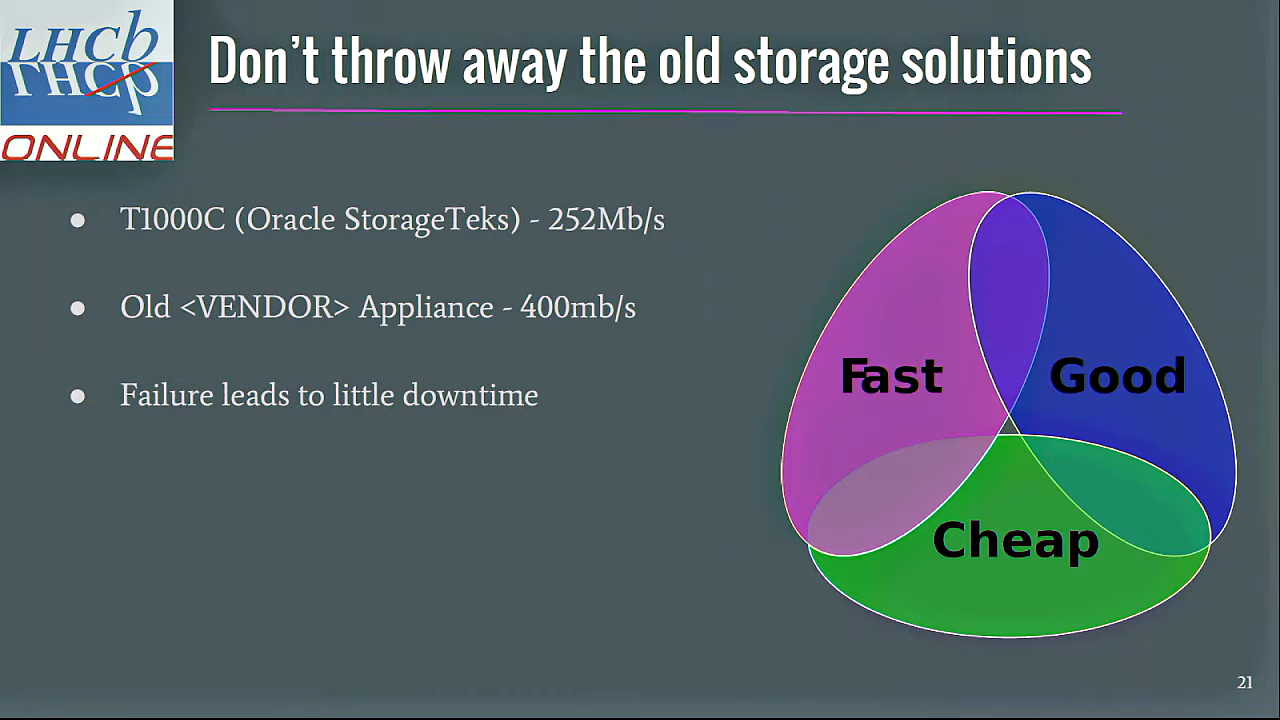 LHCb
LHCb
ONLINE
Don't throw away the old storage solutions
● T1000C (Oracle StorageTeks) - 252Mb/s
● Old <VENDOR> Appliance - 400mb/s
● Failure leads to little downtime
Fast
Good
Cheap
21